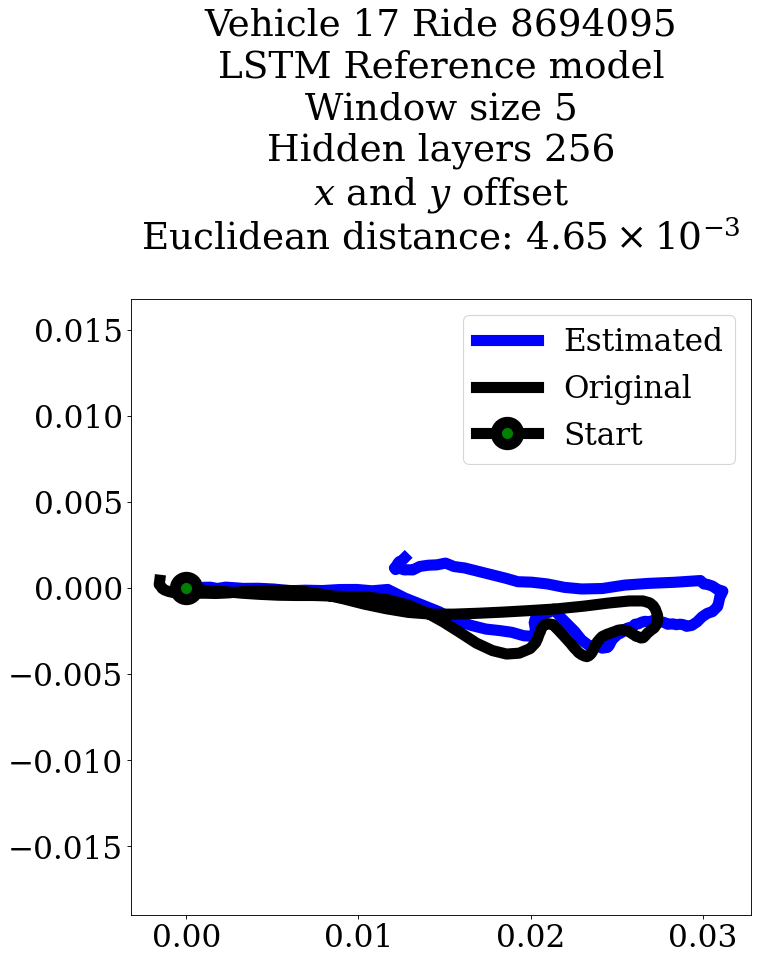 Vehicle 17 Ride 8694095
LSTM Reference model
Window size 5
Hidden layers 256
x and y offset
Euclidean distance: 4.65 × 10⁻³
Estimated
Original
Start
0.015
0.010
0.005
0.000
−0.005
−0.010
−0.015
0.00 0.01 0.02 0.03